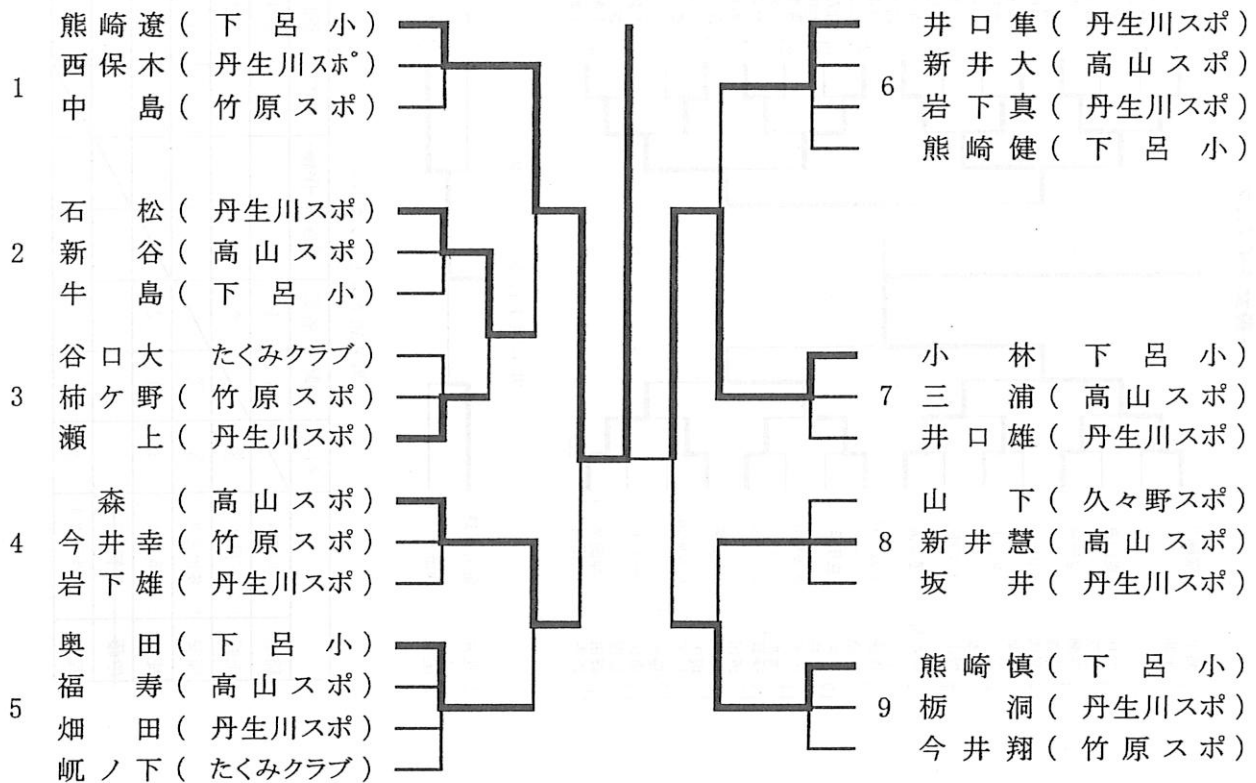 1
熊崎遼(下呂小)
西保木(丹生川スポ)
中島(竹原スポ)
2
石松(丹生川スポ)
新谷(高山スポ)
牛島(下呂小)
3
谷口大 たくみクラブ)
柿ケ野(竹原スポ)
瀬上(丹生川スポ)
4
森(高山スポ)
今井幸(竹原スポ)
岩下雄(丹生川スポ)
5
奥田(下呂小)
福寿(高山スポ)
畑田(丹生川スポ)
ノ下(たくみクラブ)
6
井口隼(丹生川スポ)
新井大(高山スポ)
岩下真(丹生川スポ)
熊崎健(下呂小)
7
小林 下呂小)
三浦(高山スポ)
井口雄(丹生川スポ)
8
山下(久々野スポ)
新井慧(高山スポ)
坂井(丹生川スポ)
9
熊崎慎(下呂小)
栃洞(丹生川スポ)
今井翔(竹原スポ)